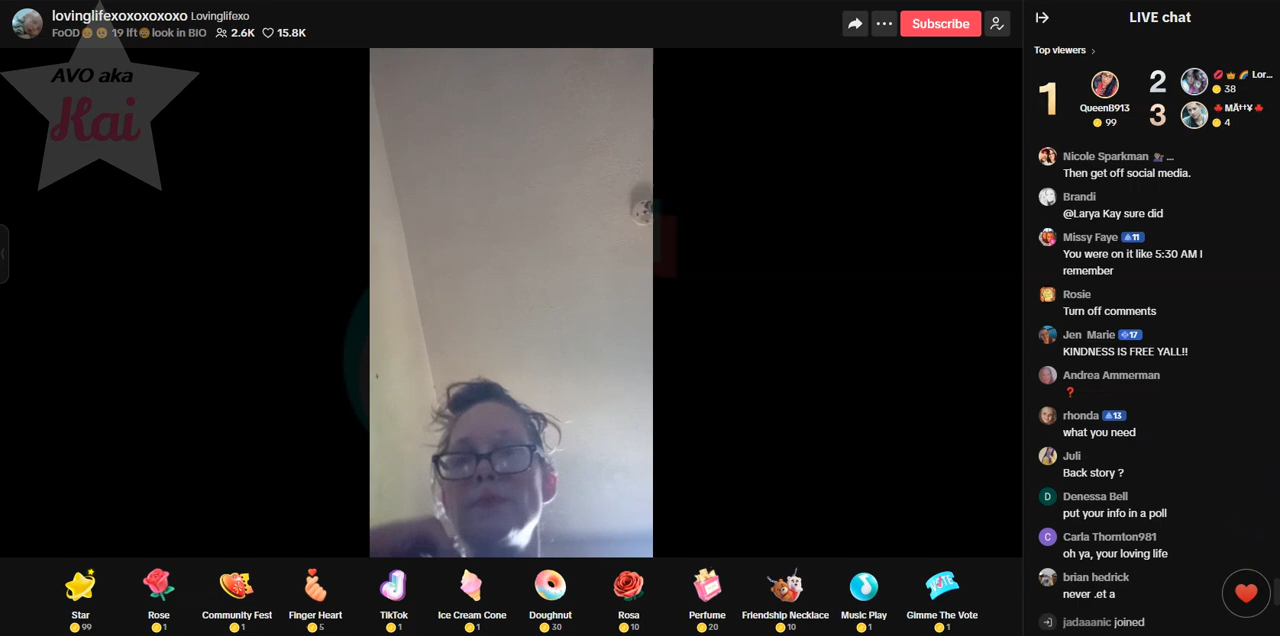 lovinglifexoxoxoxoxo Lovinglifexo
FoOD 19 lft look in BIO 2.6K 15.8K
AVO aka
Kai
Subscribe
LIVE chat
Top viewers
1
QueenB913
99
2
Lor...
38
3
4
Nicole Sparkman ...
Then get off social media.
Brandi
@Larya Kay sure did
Missy Faye 11
You were on it like 5:30 AM I
remember
Rosie
Turn off comments
Jen Marie 17
KINDNESS IS FREE YALL!!
Andrea Ammerman
❓
rhonda 13
what you need
Juli
Back story ?
D Denessa Bell
put your info in a poll
C Carla Thornton981
oh ya, your loving life
brian hedrick
never .et a
jadaaanic joined
Star
99
Rose
1
Community Fest
1
Finger Heart
5
TikTok
1
Ice Cream Cone
1
Doughnut
30
Rosa
10
Perfume
20
Friendship Necklace
10
Music Play
1
Gimme The Vote
1